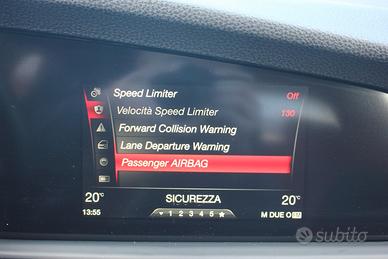 Speed Limiter Off
Velocità Speed Limiter 130
Forward Collision Warning
Lane Departure Warning
Passenger AIRBAG
20°C SICUREZZA 20°C
13:55 1 2 3 4 5 M DUE O
subito